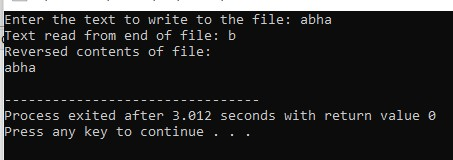 Enter the text to write to the file: abha
Text read from end of file: b
Reversed contents of file:
abha
--------------------------------
Process exited after 3.012 seconds with return value 0
Press any key to continue . . .